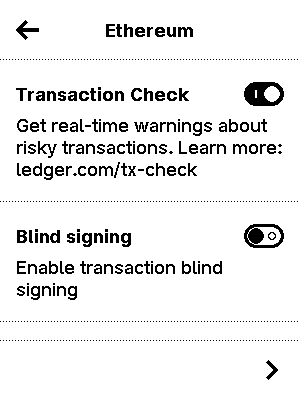 Ethereum
Transaction Check
Get real-time warnings about
risky transactions. Learn more:
ledger.com/tx-check
Blind signing
Enable transaction blind
signing